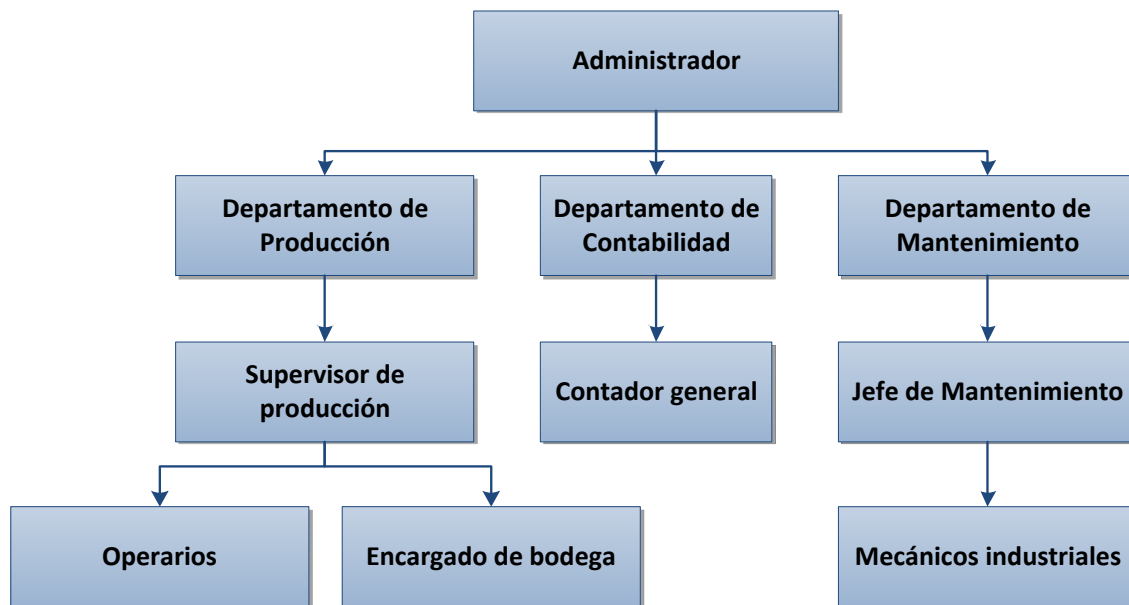 Administrador
Departamento de
Producción
Departamento de
Contabilidad
Departamento de
Mantenimiento
Supervisor de
producción
Contador general
Jefe de Mantenimiento
Operarios
Encargado de bodega
Mecánicos industriales